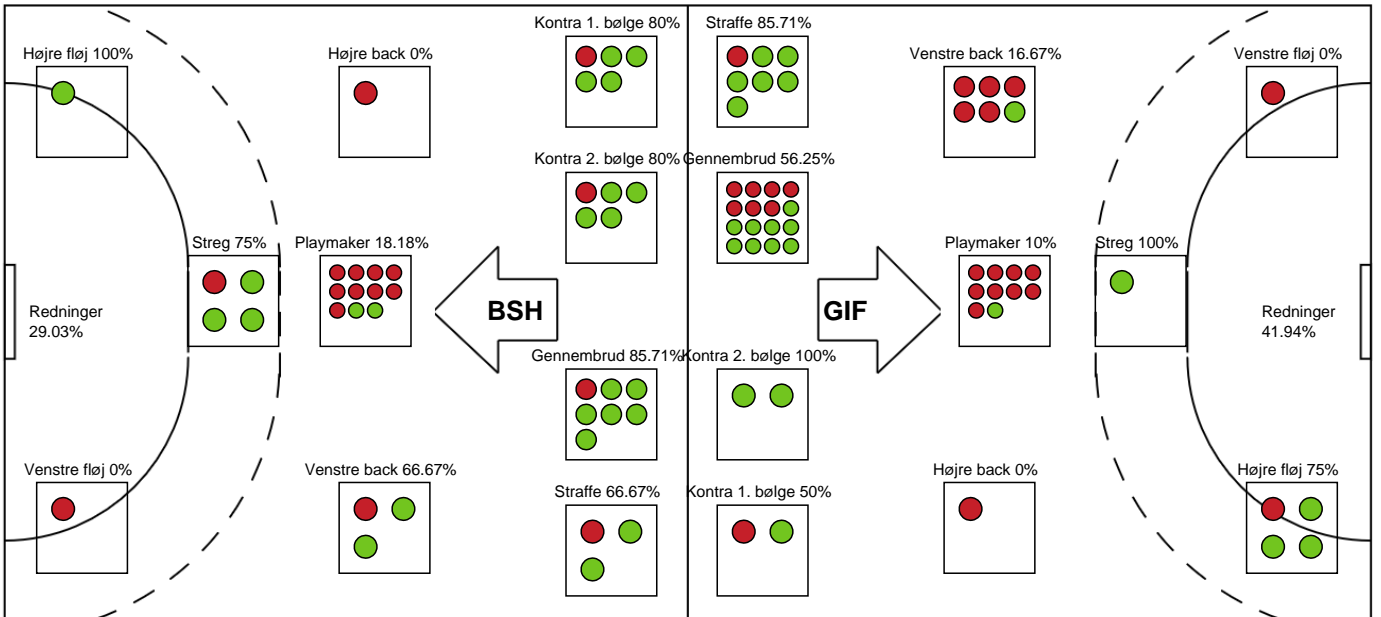 Kontra 1. bølge 80%
Straffe 85.71%
Højre fløj 100%
Højre back 0%
Venstre back 16.67%
Venstre fløj 0%
Kontra 2. bølge 80%
Gennembrud 56.25%
Streg 75%
Playmaker 18.18%
Playmaker 10%
Streg 100%
Redninger
29.03%
BSH
GIF
Redninger
41.94%
Gennembrud 85.71%
Kontra 2. bølge 100%
Venstre fløj 0%
Venstre back 66.67%
Højre back 0%
Højre fløj 75%
Straffe 66.67%
Kontra 1. bølge 50%